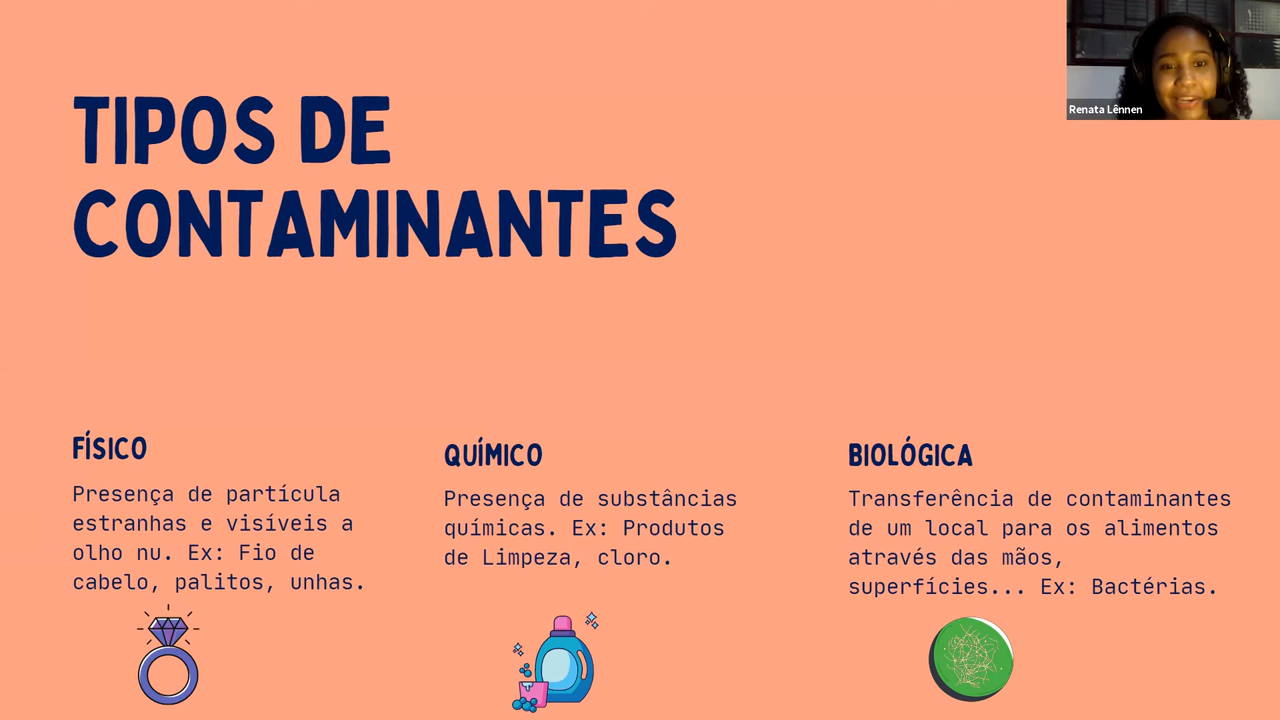 TIPOS DE
CONTAMINANTES
Renata Lênnen
FÍSICO
Presença de partícula
estranhas e visíveis a
olho nu. Ex: Fio de
cabelo, palitos, unhas.
QUÍMICO
Presença de substâncias
químicas. Ex: Produtos
de Limpeza, cloro.
BIOLÓGICA
Transferência de contaminantes
de um local para os alimentos
através das mãos,
superfícies... Ex: Bactérias.